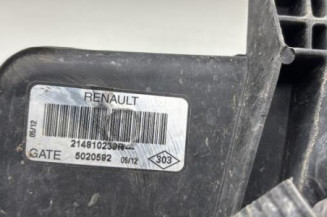 RENAULT
05/12
214810239R---
GATE 5020592 05/12 303